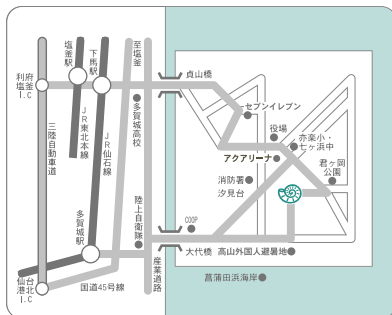 塩釜駅
下馬駅
至塩釜
利府
塩釜
I.C
貞山橋
セブンイレブン
役場
赤楽小・
七ヶ浜中
アクアリーナ
君ヶ岡
公園
消防署
汐見台
三陸自動車道
JR東北本線
JR仙石線
多賀城高校
多賀城駅
陸上自衛隊
COOP
大代橋
高山外国人避暑地
菖蒲田浜海岸
産業道路
国道45号線
仙台
港北
I.C